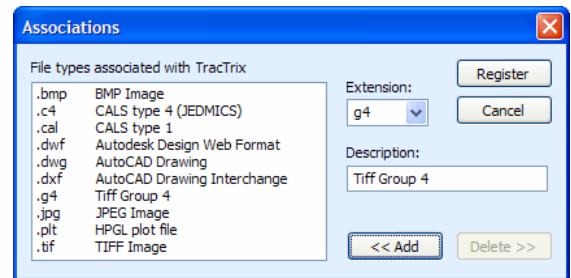 Associations
File types associated with TracTrix
.bmp BMP Image
.c4 CALS type 4 (JEDMICS)
.cal CALS type 1
.dwf Autodesk Design Web Format
.dwg AutoCAD Drawing
.dxf AutoCAD Drawing Interchange
.g4 Tiff Group 4
.jpg JPEG Image
.plt HPGL plot file
.tif TIFF Image
Extension:
g4
Description:
Tiff Group 4
<< Add
Delete >>
Register
Cancel